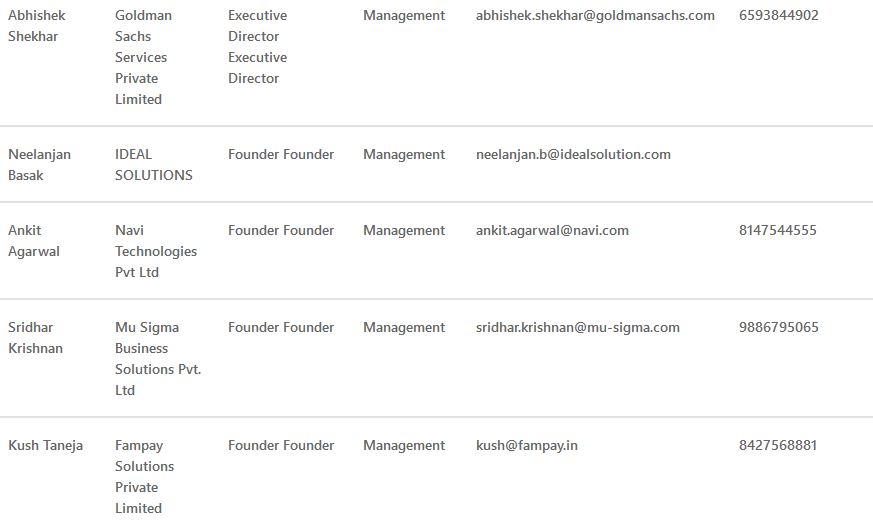 Abhishek Goldman Executive Management abhishek.shekhar@goldmansachs.com 6593844902
Shekhar Sachs Director
Services Executive
Private Director
Limited
Neelanjan IDEAL Founder Founder Management neelanjan.b@idealsolution.com
Basak SOLUTIONS
Ankit Navi Founder Founder Management ankit.agarwal@navi.com 8147544555
Agarwal Technologies
Pvt Ltd
Sridhar Mu Sigma Founder Founder Management sridhar.krishnan@mu-sigma.com 9886795065
Krishnan Business
Solutions Pvt.
Ltd
Kush Taneja Fampay Founder Founder Management kush@fampay.in 8427568881
Solutions
Private
Limited